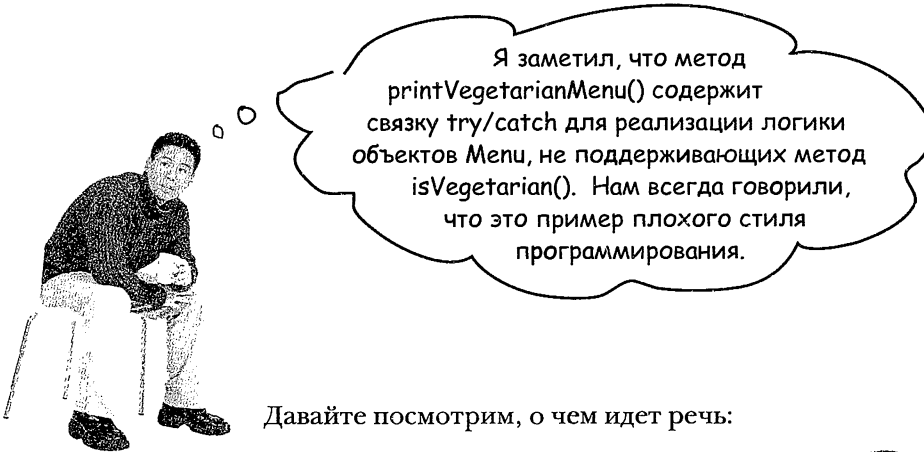 Я заметил, что метод
printVegetarianMenu() содержит
связку try/catch для реализации логики
объектов Menu, не поддерживающих метод
isVegetarian(). Нам всегда говорили,
что это пример плохого стиля
программирования.
Давайте посмотрим, о чем идет речь: